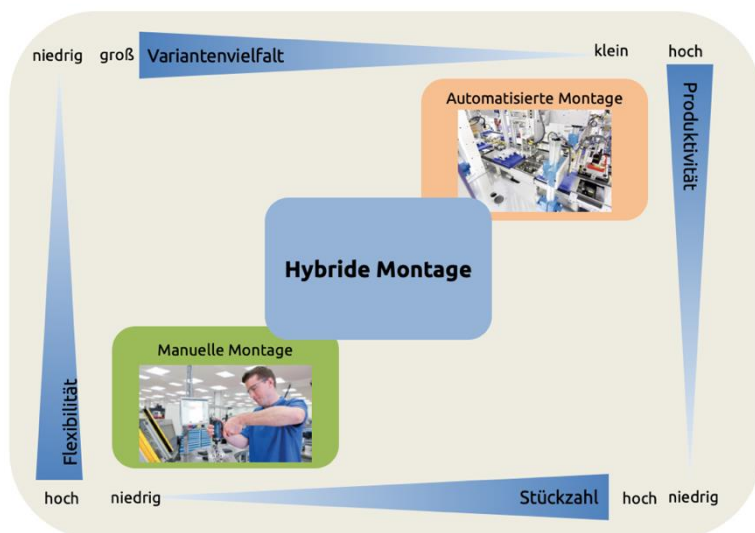 niedrig
groß
Variantenvielfalt
klein
hoch
Automatisierte Montage
Produktivität
Hybride Montage
Manuelle Montage
Flexibilität
hoch
niedrig
Stückzahl
hoch
niedrig